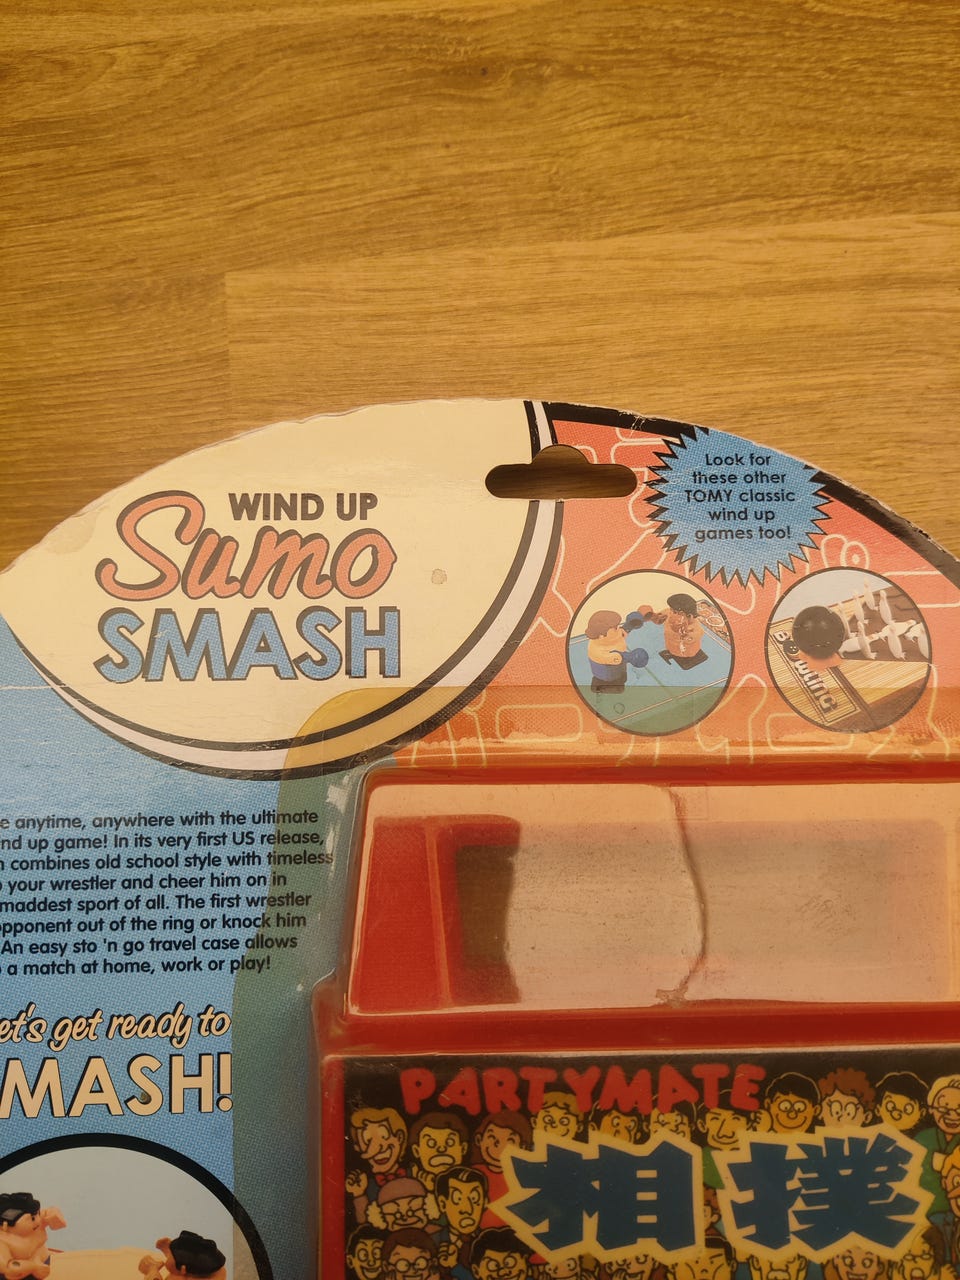 WIND UP
Sumo
SMASH
Look for
these other
TOMY classic
wind up
games too!
BOWLING
e anytime, anywhere with the ultimate
nd up game! In its very first US release,
combines old school style with timeless
your wrestler and cheer him on in
maddest sport of all. The first wrestler
opponent out of the ring or knock him
An easy sto 'n go travel case allows
a match at home, work or play!
et's get ready to
MASH!
PARTYMATE
相撲